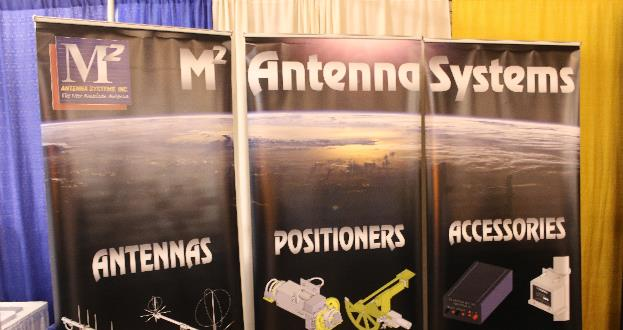 M²
ANTENNA SYSTEMS, INC.
M² Antenna Systems
ANTENNAS
POSITIONERS
ACCESSORIES